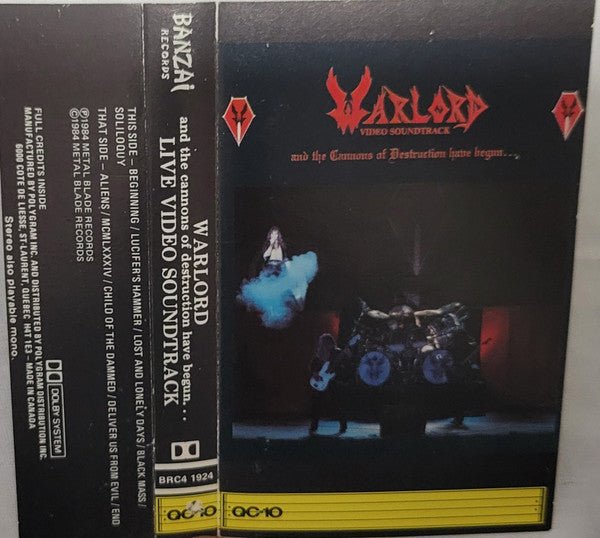 THIS SIDE – BEGINNING / LUCIFER'S HAMMER / LOST AND LONELY DAYS / BLACK MASS /
SOLILOQUY
THAT SIDE – ALIENS / MCMLXXXIV / CHILD OF THE DAMNED / DELIVER US FROM EVIL / END
℗1984 METAL BLADE RECORDS
©1984 METAL BLADE RECORDS
FULL CREDITS INSIDE
MANUFACTURED BY POLYGRAM INC. AND DISTRIBUTED BY POLYGRAM DISTRIBUTION INC.
6000 COTE DE LIESSE, ST-LAURENT, QUEBEC H4T 1E3 – MADE IN CANADA
Stereo also playable mono.
DOLBY SYSTEM
BANZAI
RECORDS
WARLORD
and the cannons of destruction have begun...
LIVE VIDEO SOUNDTRACK
BRC4 1924
QC-10
WARLORD
VIDEO SOUNDTRACK
and the Cannons of Destruction have begun...
QC-10